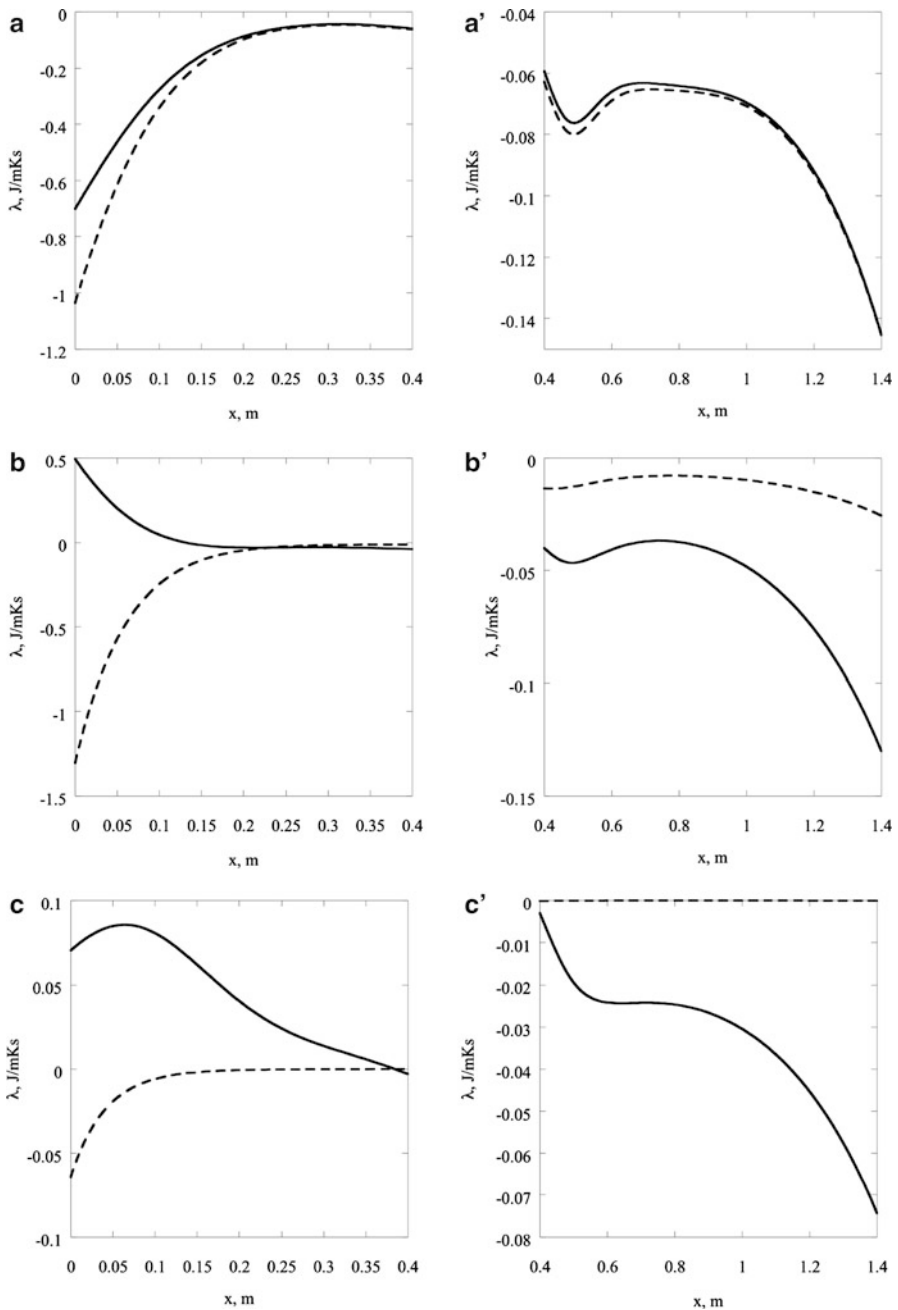 a
0
-0.2
-0.4
-0.6
-0.8
-1
-1.2
λ, J/mKs
0 0.05 0.1 0.15 0.2 0.25 0.3 0.35 0.4
x, m
a’
-0.04
-0.06
-0.08
-0.1
-0.12
-0.14
λ, J/mKs
0.4 0.6 0.8 1 1.2 1.4
x, m
b
0.5
0
-0.5
-1
-1.5
λ, J/mKs
0 0.05 0.1 0.15 0.2 0.25 0.3 0.35 0.4
x, m
b’
0
-0.05
-0.1
-0.15
λ, J/mKs
0.4 0.6 0.8 1 1.2 1.4
x, m
c
0.1
0.05
0
-0.05
-0.1
λ, J/mKs
0 0.05 0.1 0.15 0.2 0.25 0.3 0.35 0.4
x, m
c’
0
-0.01
-0.02
-0.03
-0.04
-0.05
-0.06
-0.07
-0.08
λ, J/mKs
0.4 0.6 0.8 1 1.2 1.4
x, m